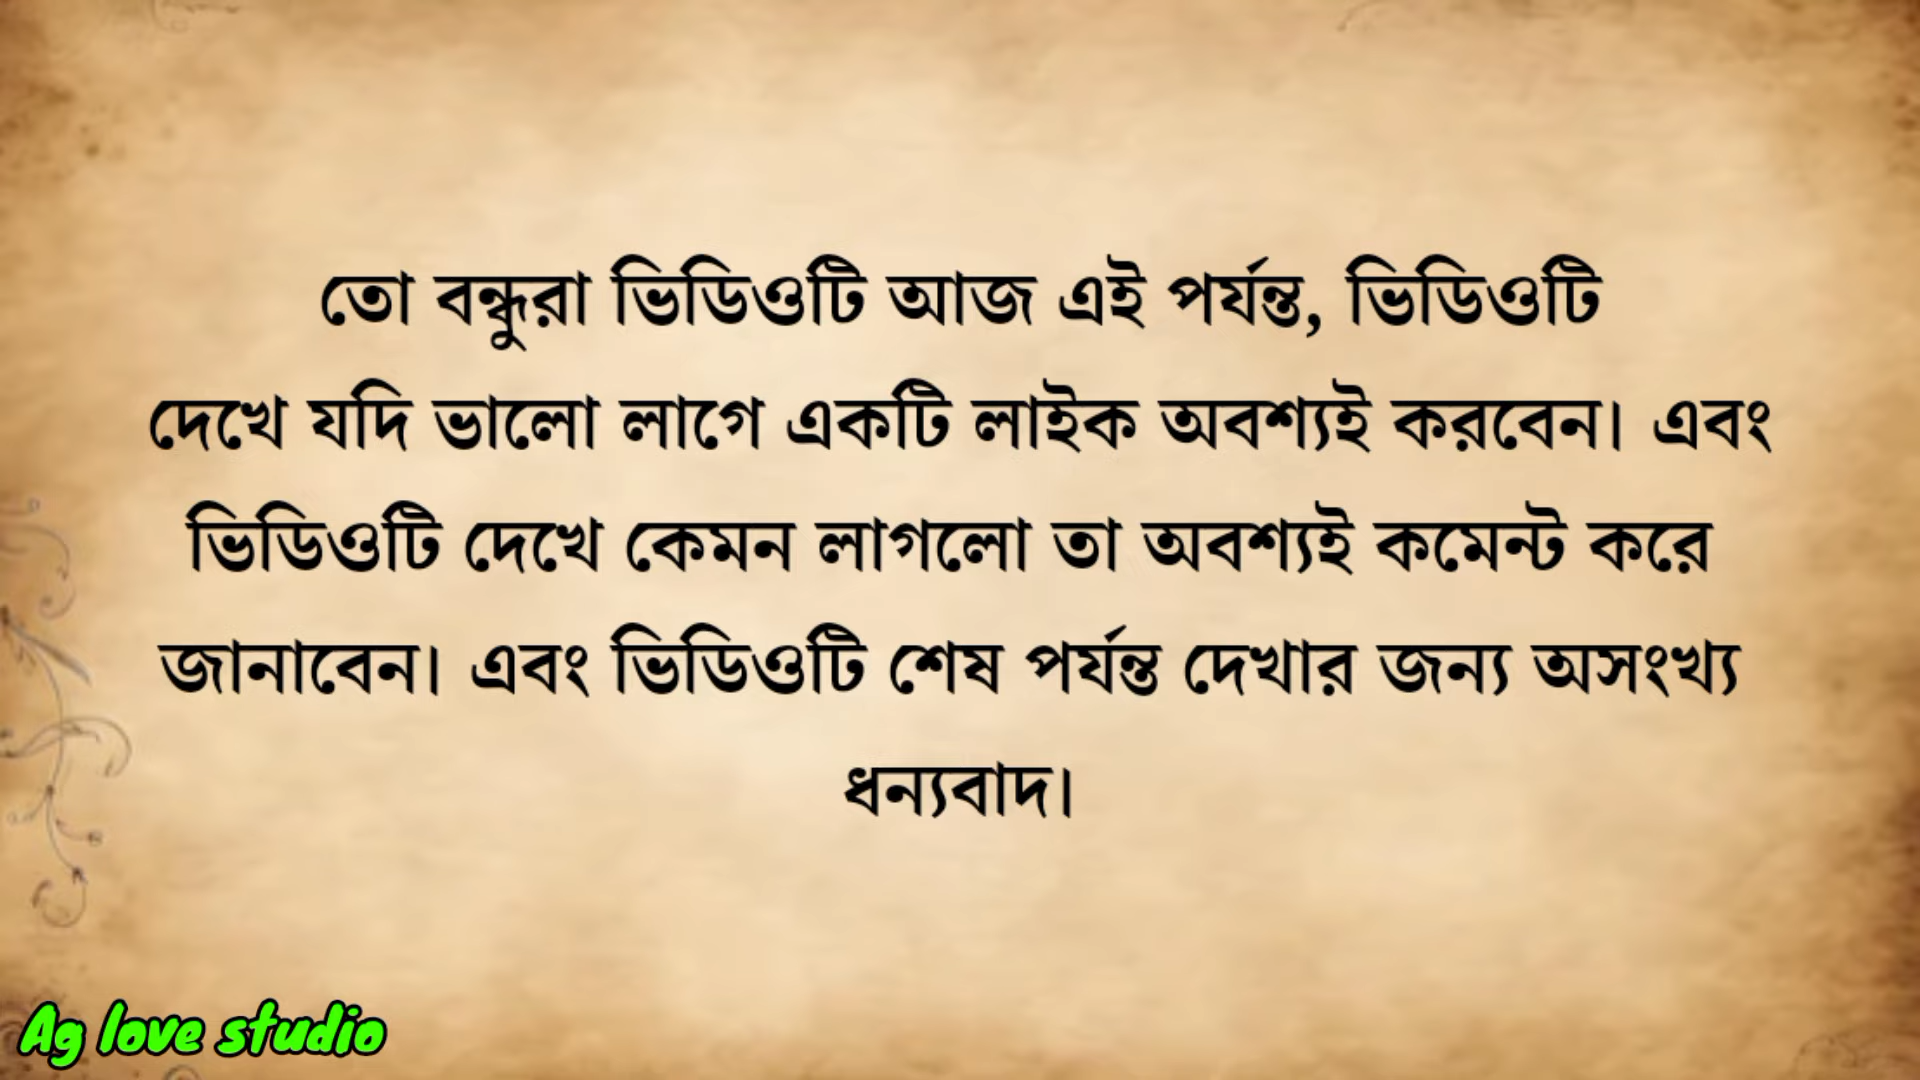 তো বন্ধুরা ভিডিওটি আজ এই পর্যন্ত, ভিডিওটি
দেখে যদি ভালো লাগে একটি লাইক অবশ্যই করবেন। এবং
ভিডিওটি দেখে কেমন লাগলো তা অবশ্যই কমেন্ট করে
জানাবেন। এবং ভিডিওটি শেষ পর্যন্ত দেখার জন্য অসংখ্য
ধন্যবাদ।
Ag love studio